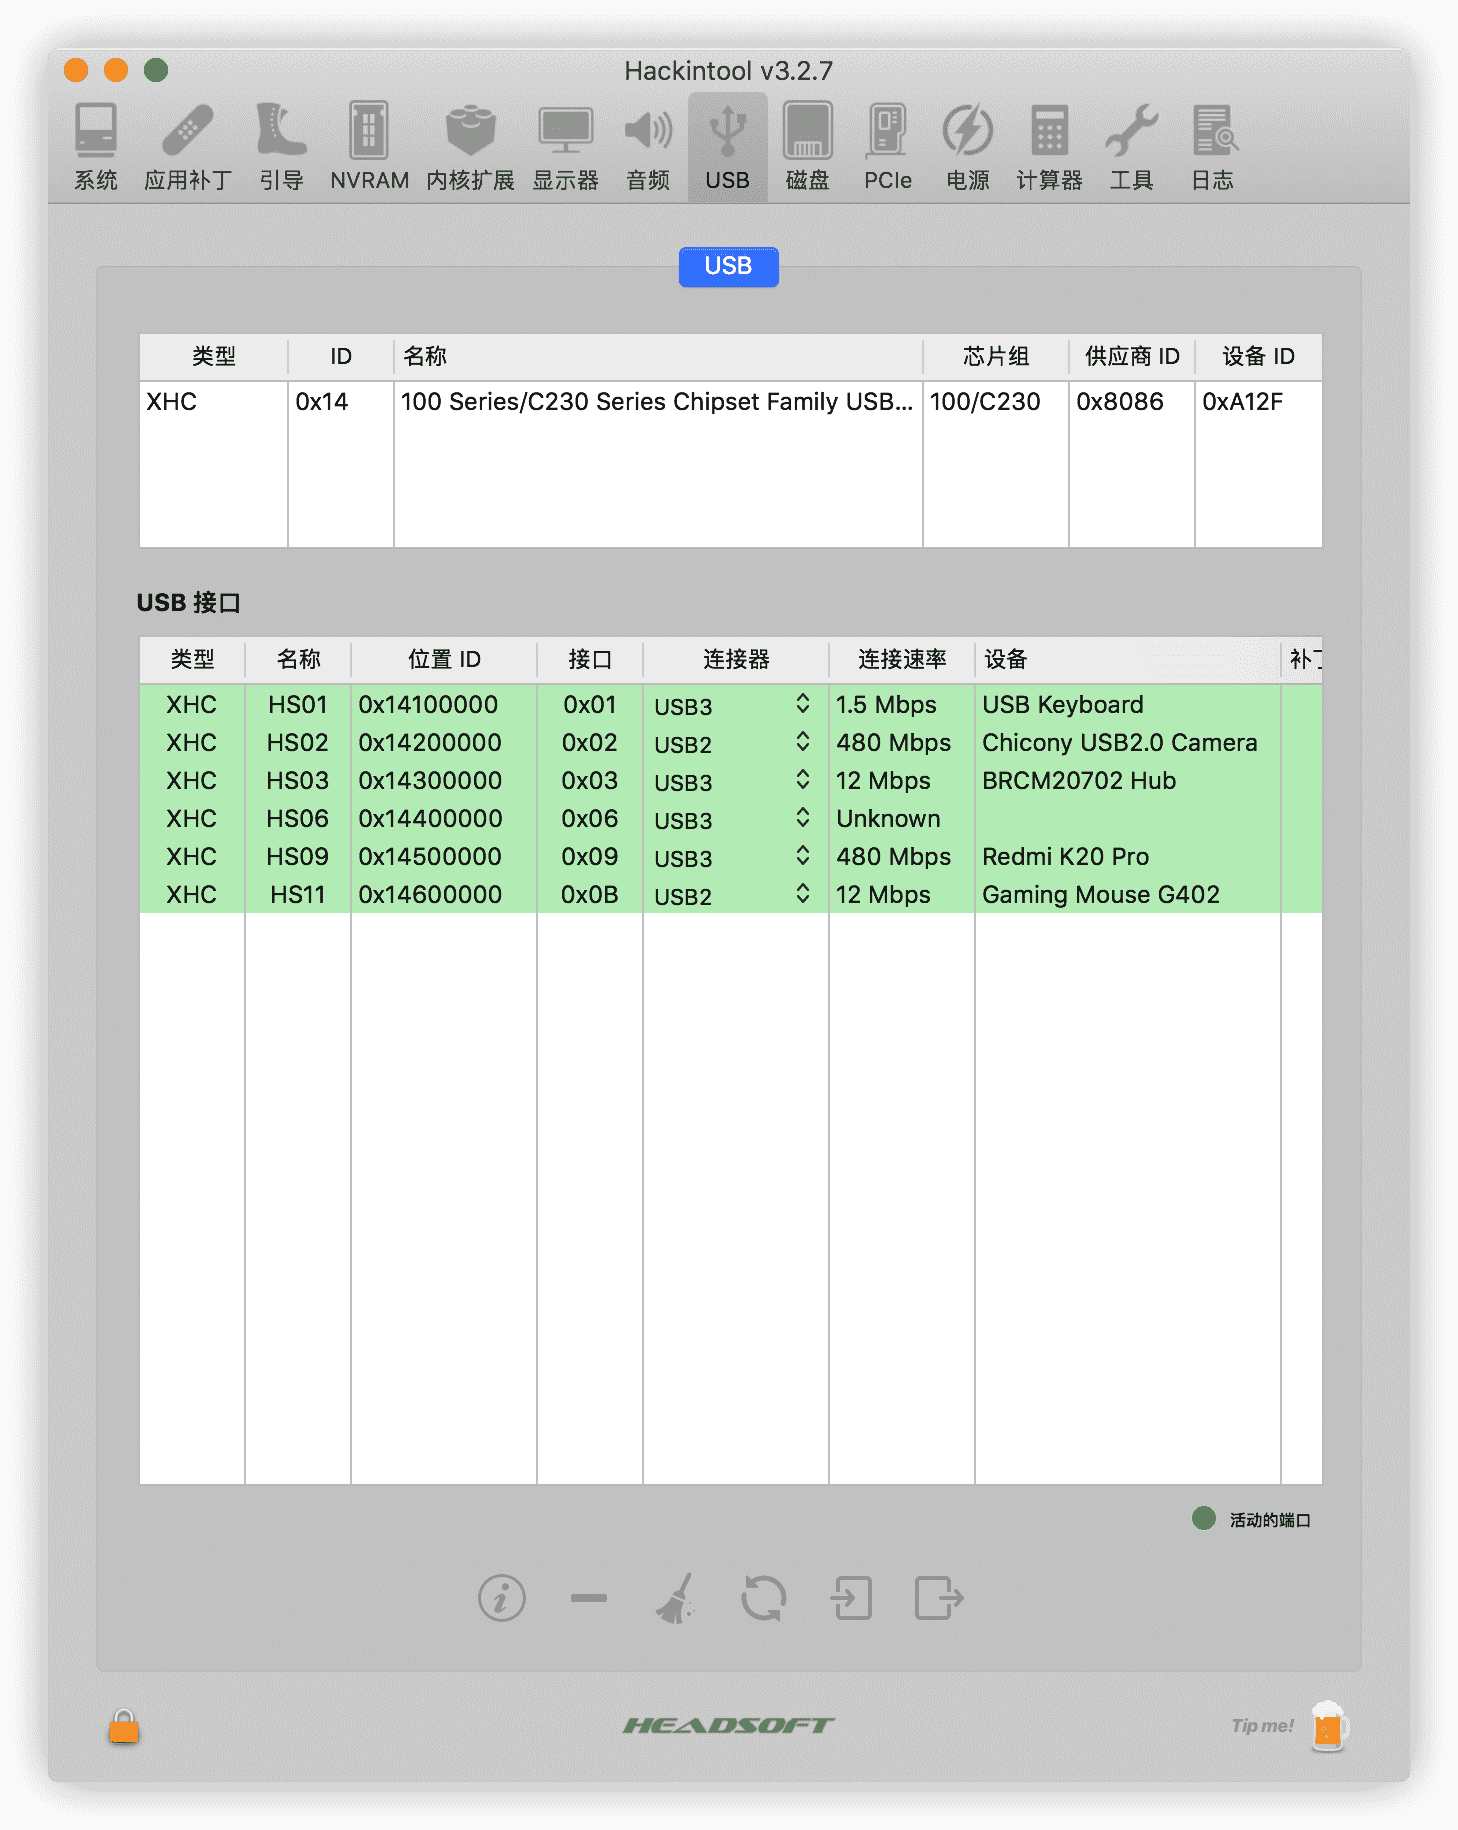 Hackintool v3.2.7
系统 应用补丁 引导 NVRAM 内核扩展 显示器 音频 USB 磁盘 PCIe 电源 计算器 工具 日志
USB
类型 ID 名称 芯片组 供应商 ID 设备 ID
XHC 0x14 100 Series/C230 Series Chipset Family USB... 100/C230 0x8086 0xA12F
USB 接口
类型 名称 位置 ID 接口 连接器 连接速率 设备 补丁
XHC HS01 0x14100000 0x01 USB3 1.5 Mbps USB Keyboard
XHC HS02 0x14200000 0x02 USB2 480 Mbps Chicony USB2.0 Camera
XHC HS03 0x14300000 0x03 USB3 12 Mbps BRCM20702 Hub
XHC HS06 0x14400000 0x06 USB3 Unknown
XHC HS09 0x14500000 0x09 USB3 480 Mbps Redmi K20 Pro
XHC HS11 0x14600000 0x0B USB2 12 Mbps Gaming Mouse G402
活动的端口
HEADSOFT
Tip me!